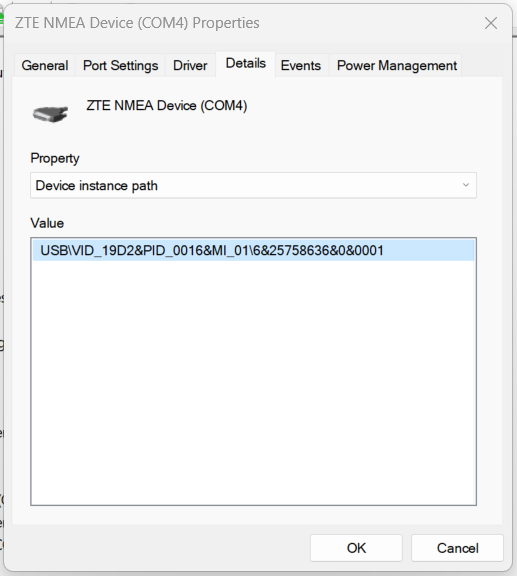 ZTE NMEA Device (COM4) Properties
General Port Settings Driver Details Events Power Management
ZTE NMEA Device (COM4)
Property
Device instance path
Value
USB\VID_19D2&PID_0016&MI_01\6&25758636&0&0001
OK Cancel